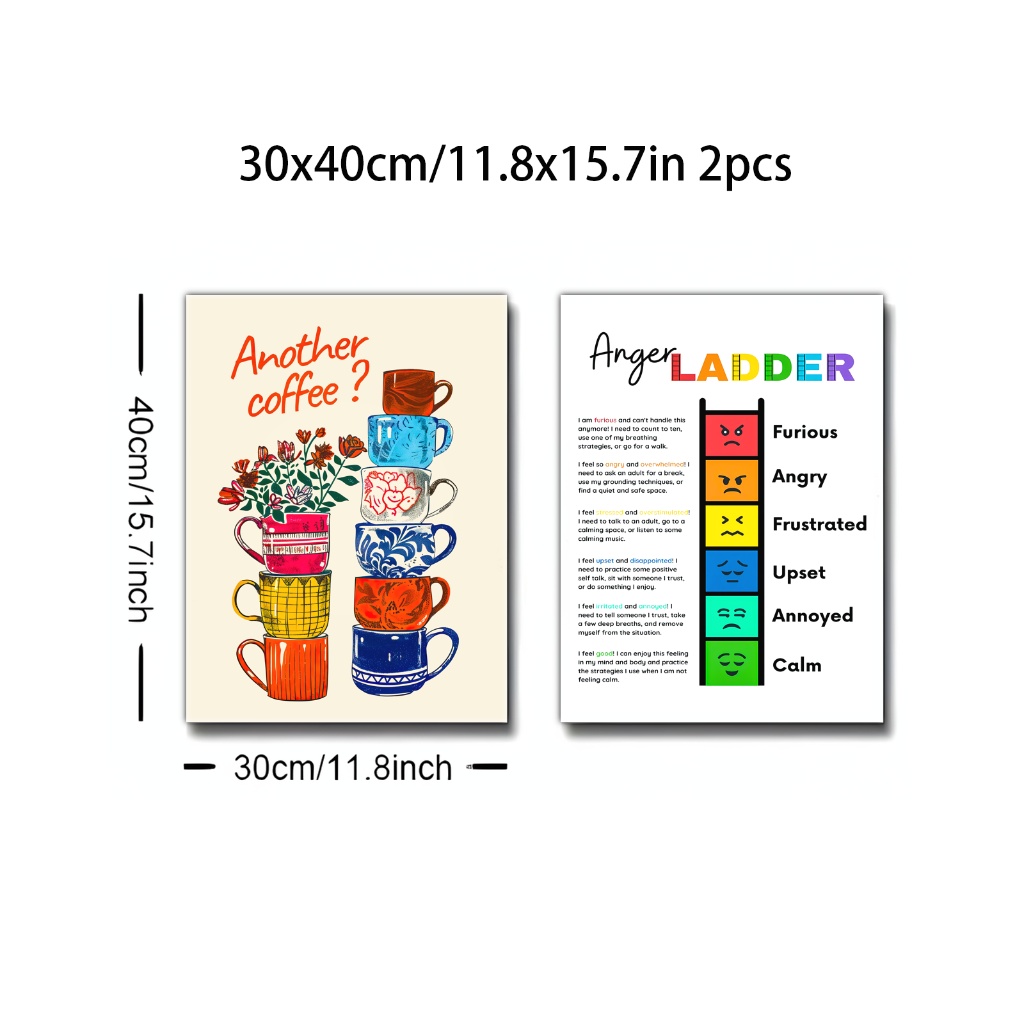 30x40cm/11.8x15.7in 2pcs
40cm/15.7inch
Another
coffee ?
30cm/11.8inch
Anger LADDER
I am furious and can't handle this
anymore! I need to count to ten,
use one of my breathing
strategies, or go for a walk.
Furious
I feel so angry and overwhelmed! I
need to ask an adult for a break,
use my grounding techniques, or
find a quiet and safe space.
Angry
I feel stressed and overwhelmed!
I need to talk to an adult, go to a
calming space, or listen to some
calming music.
Frustrated
I feel upset and disappointed! I
need to practice some positive
self talk, sit with someone I trust,
or do something I enjoy.
Upset
I feel irritated and annoyed! I
need to tell someone I trust, take
a few deep breaths, and remove
myself from the situation.
Annoyed
I feel good! I can enjoy this feeling
in my mind and body and practice
the strategies I use when I am not
feeling calm.
Calm